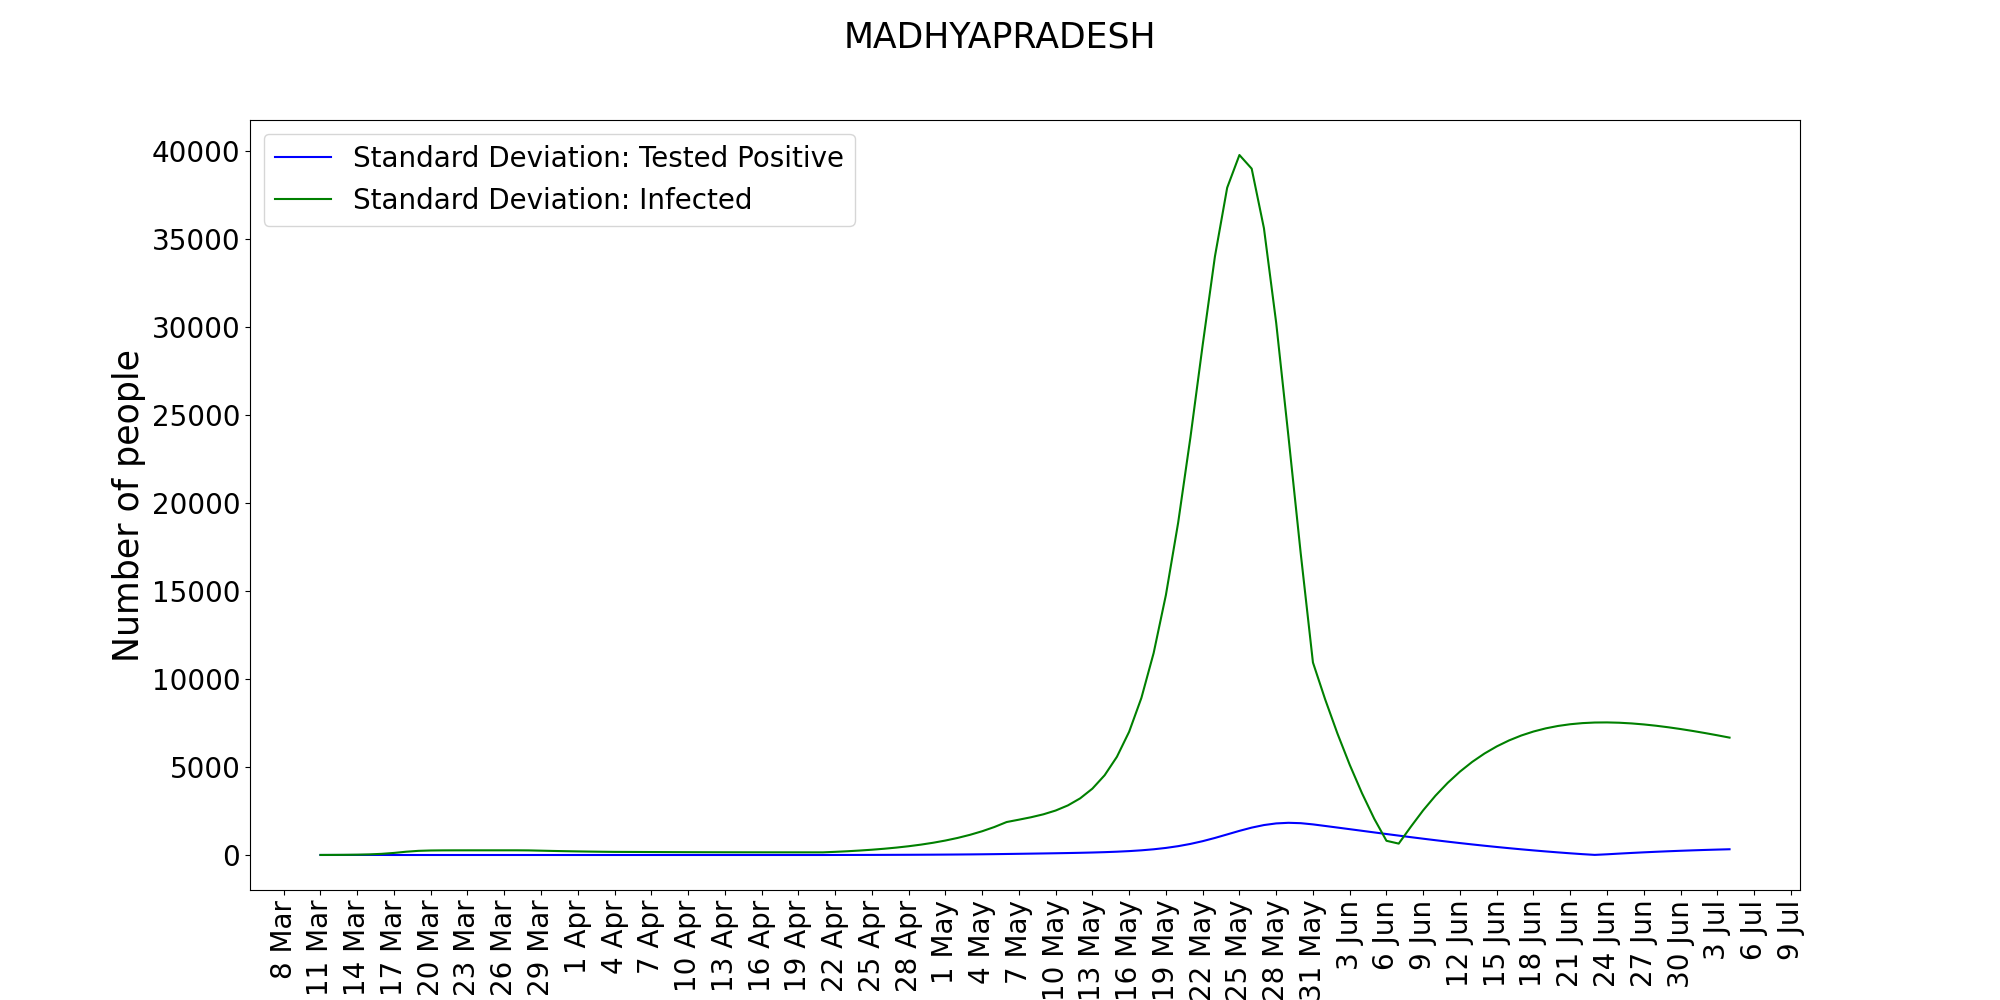 MADHYAPRADESH
Standard Deviation: Tested Positive
Standard Deviation: Infected
Number of people
40000
35000
30000
25000
20000
15000
10000
5000
0
8 Mar
11 Mar
14 Mar
17 Mar
20 Mar
23 Mar
26 Mar
29 Mar
1 Apr
4 Apr
7 Apr
10 Apr
13 Apr
16 Apr
19 Apr
22 Apr
25 Apr
28 Apr
1 May
4 May
7 May
10 May
13 May
16 May
19 May
22 May
25 May
28 May
31 May
3 Jun
6 Jun
9 Jun
12 Jun
15 Jun
18 Jun
21 Jun
24 Jun
27 Jun
30 Jun
3 Jul
6 Jul
9 Jul